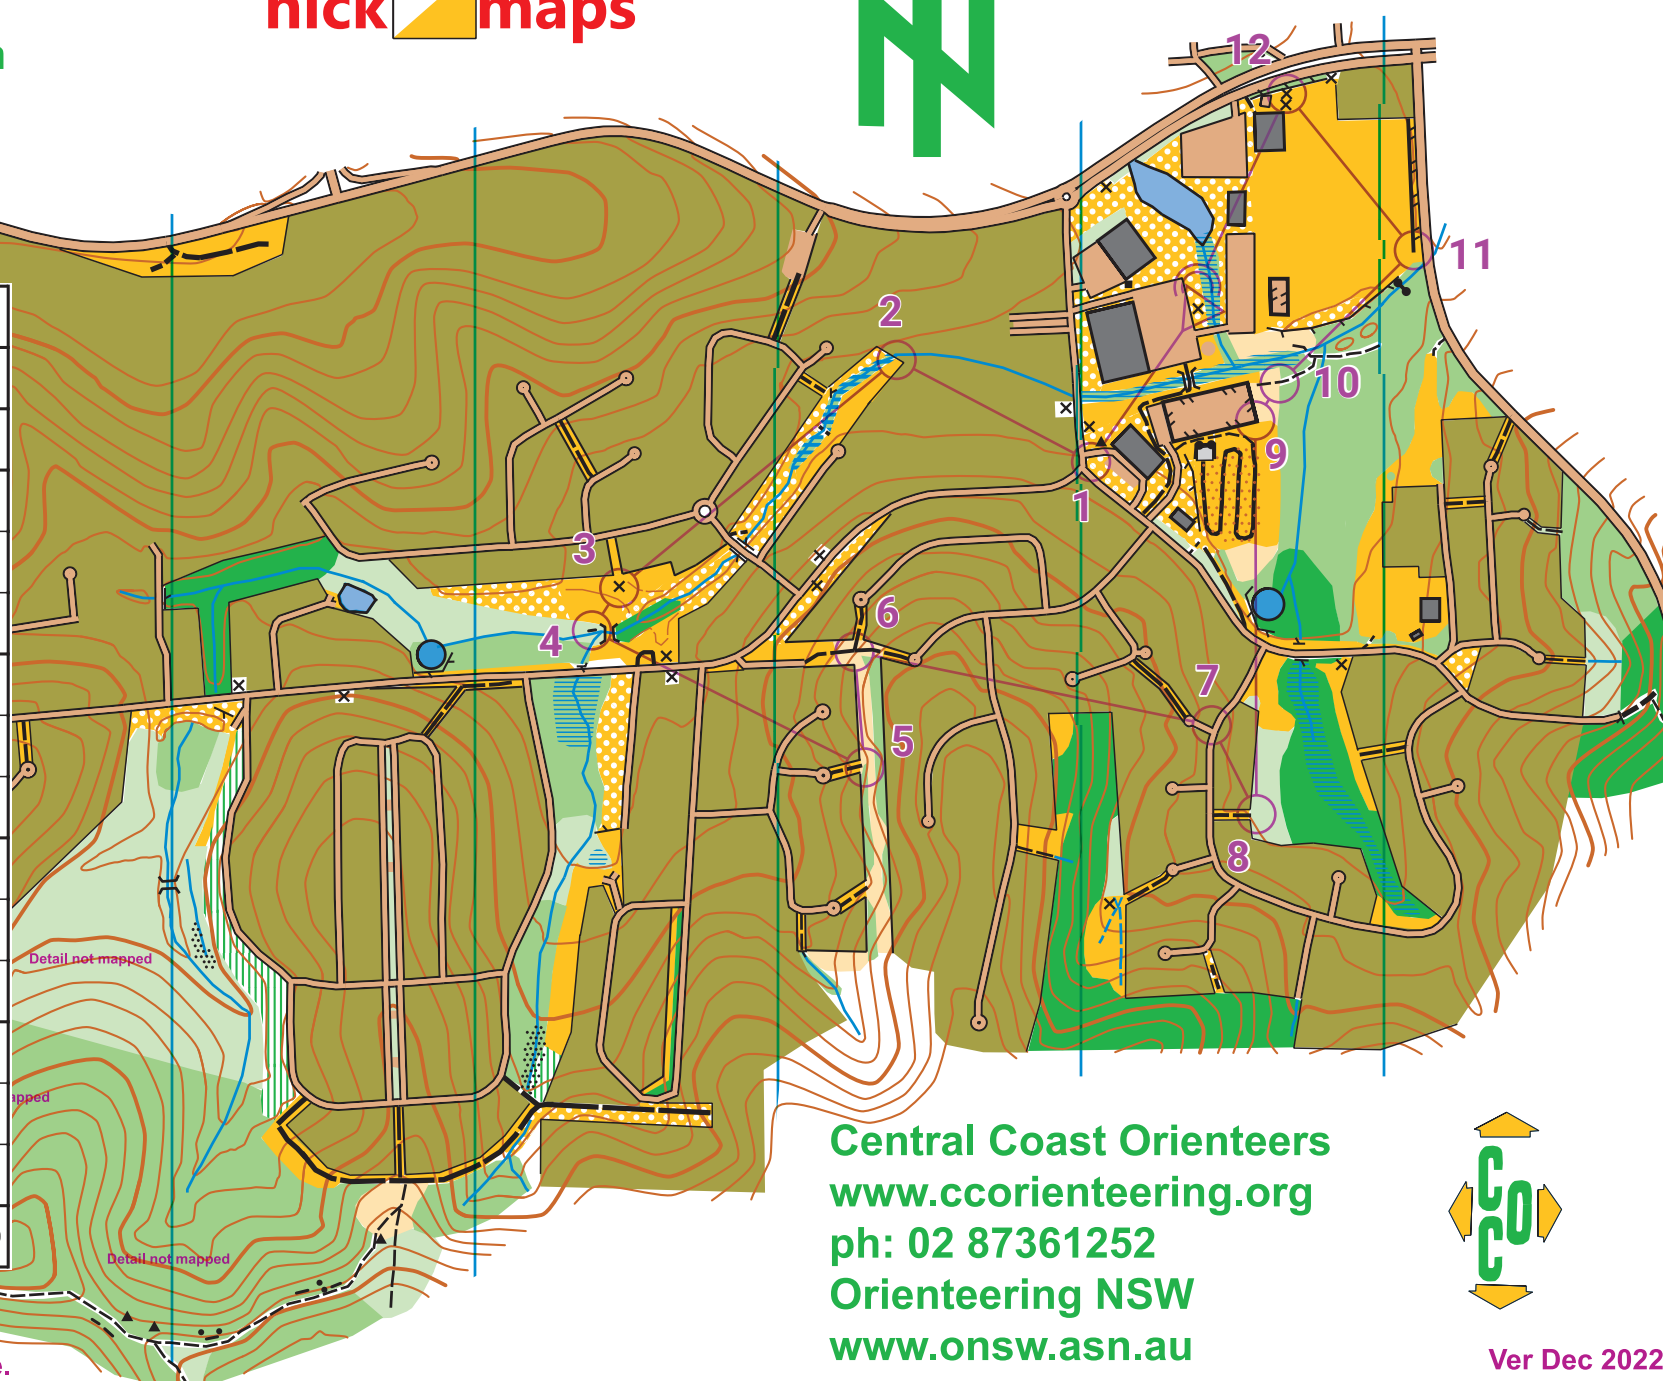 nick maps
12
11
2
10
9
1
3
4
6
5
7
8
Detail not mapped
apped
Detail not mapped
Central Coast Orienteers
www.ccorienteering.org
ph: 02 87361252
Orienteering NSW
www.onsw.asn.au
COC
e.
Ver Dec 2022